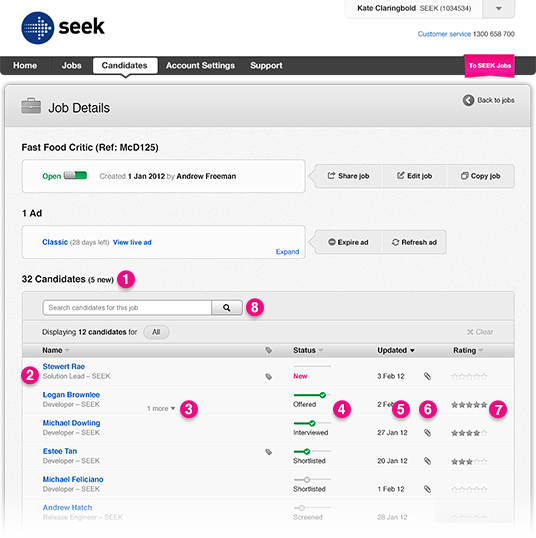 Kate Claringbold SEEK (1034534)
seek
Customer service 1300 658 700
Home Jobs Candidates Account Settings Support To SEEK Jobs
Job Details Back to jobs
Fast Food Critic (Ref: McD125)
Open Created 1 Jan 2012 by Andrew Freeman Share job Edit job Copy job
1 Ad
Classic (28 days left) View live ad Expire ad Refresh ad
Expand
32 Candidates (5 new) 1
Search candidates for this job 8
Displaying 12 candidates for All Clear
Name Status Updated Rating
Stewert Rae
2 Solution Lead – SEEK New 3 Feb 12
Logan Brownlee
Developer – SEEK 1 more 3 Offered 4 2 5 6 7
Michael Dowling
Developer – SEEK Interviewed 27 Jan 12
Estee Tan
Developer – SEEK Shortlisted 20 Jan 12
Michael Feliciano
Developer – SEEK Shortlisted 1 Feb 12
Andrew Hatch
Release Engineer – SEEK Screened 28 Jan 12